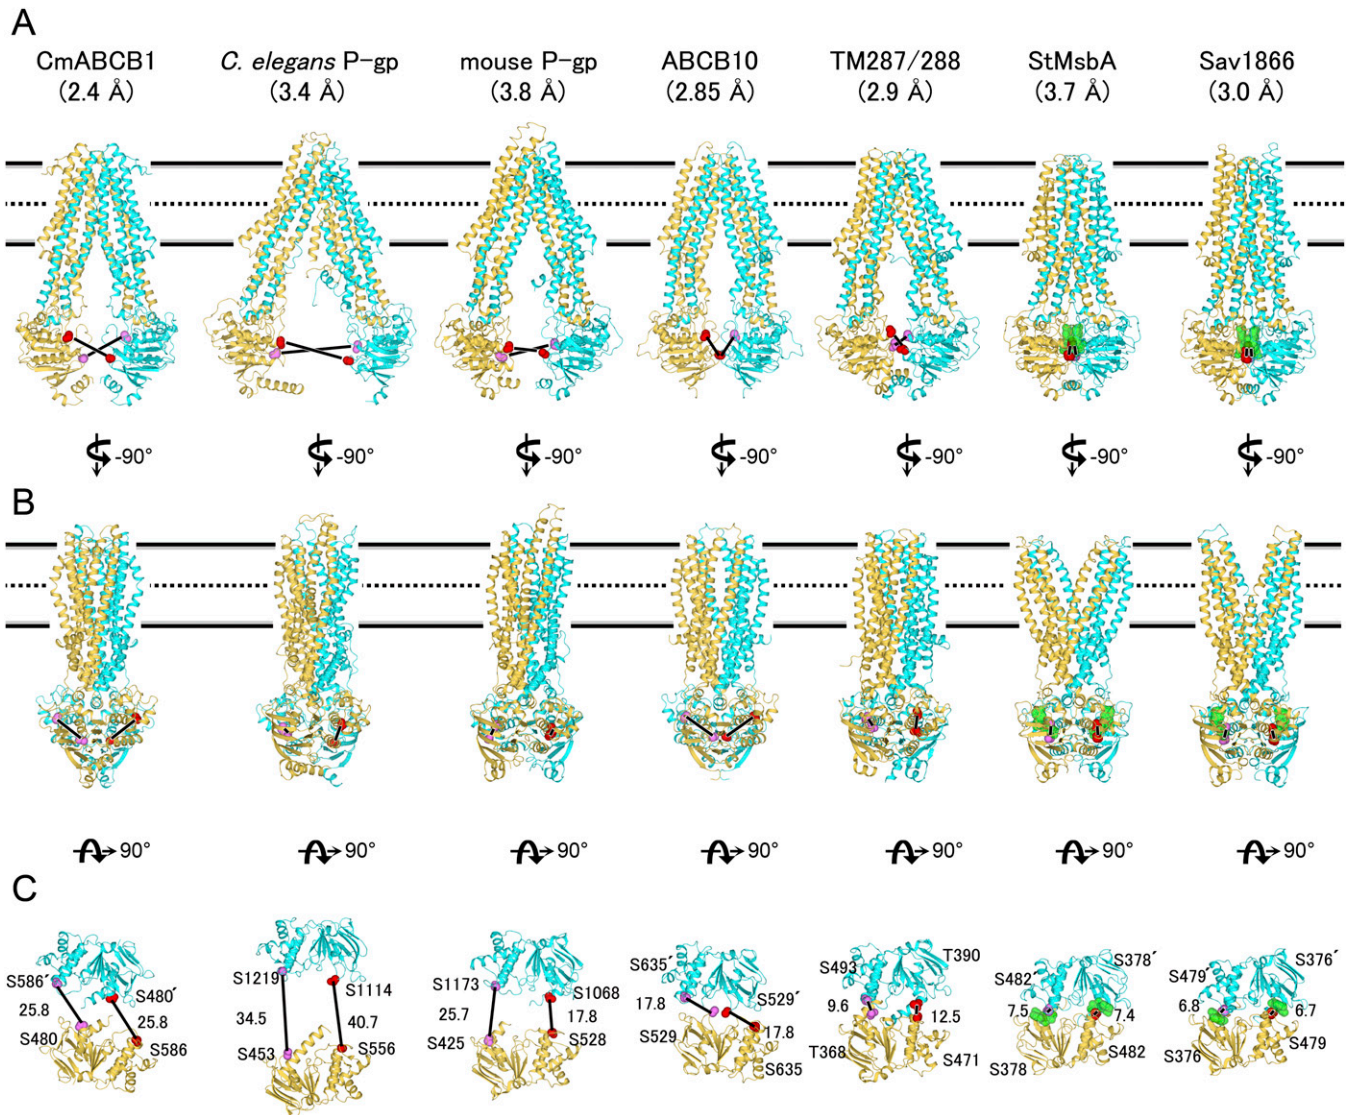 A
CmABCB1 C. elegans P-gp mouse P-gp ABCB10 TM287/288 StMsbA Sav1866
(2.4 Å) (3.4 Å) (3.8 Å) (2.85 Å) (2.9 Å) (3.7 Å) (3.0 Å)
-90° -90° -90° -90° -90° -90° -90°
B
90° 90° 90° 90° 90° 90° 90°
C
S586´ S480´ 25.8 25.8 S480 S586
S1219 S1114 34.5 40.7 S453 S556
S1173 S1068 25.7 17.8 S425 S528
S635´ S529´ 17.8 17.8 S529 S635
S493 T390 9.6 12.5 T368 S471
S482´ S378´ 7.5 7.4 S378 S482
S479´ S376´ 6.8 6.7 S376 S479